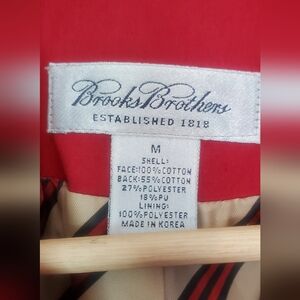 Brooks Brothers
ESTABLISHED 1818
M
SHELL:
FACE:100%COTTON
BACK:55%COTTON
27%POLYESTER
18%PU
LINING:
100%POLYESTER
MADE IN KOREA